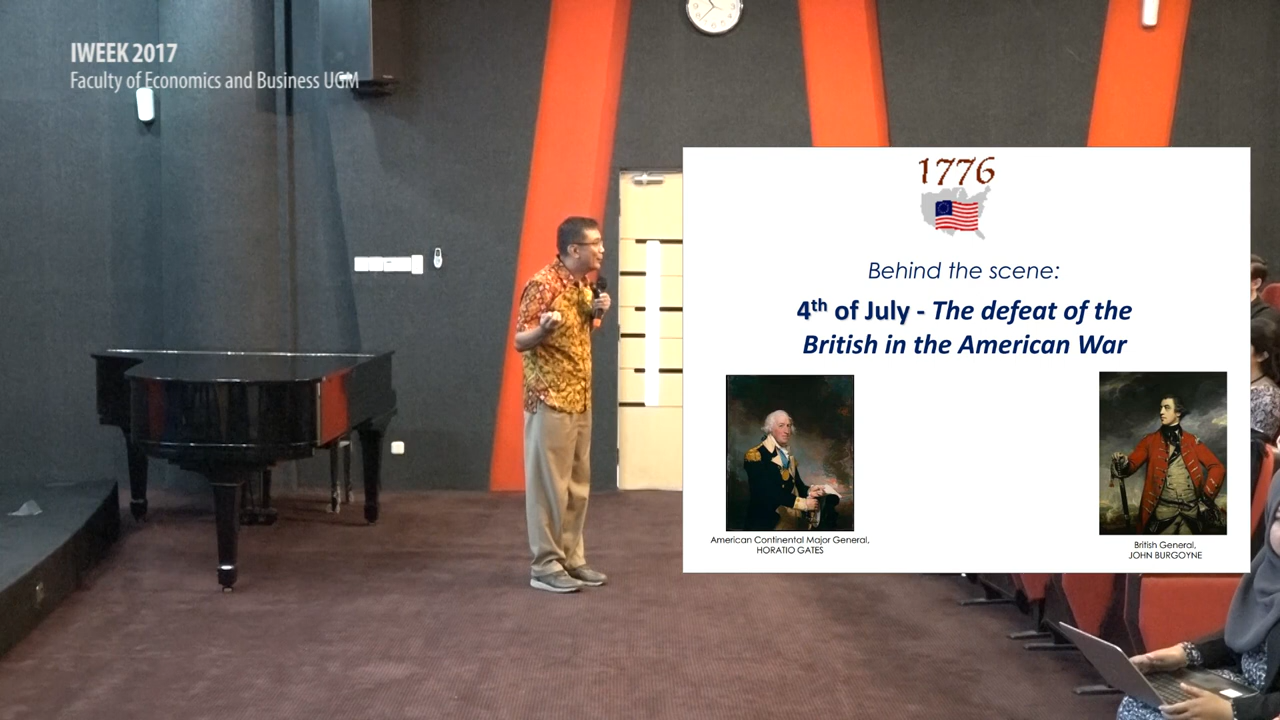 IWEEK 2017
Faculty of Economics and Business UGM
1776
Behind the scene:
4th of July - The defeat of the
British in the American War
American Continental Major General,
HORATIO GATES
British General,
JOHN BURGOYNE